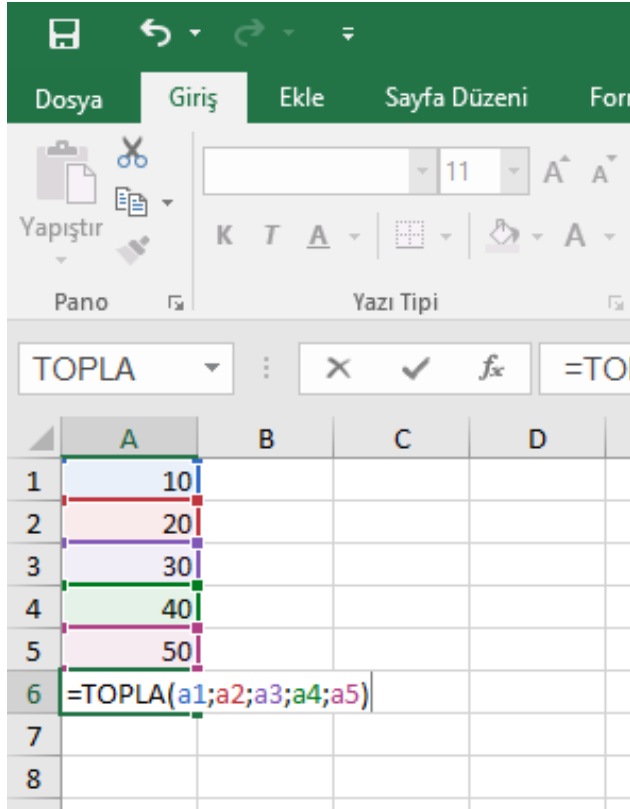 Dosya Giriş Ekle Sayfa Düzeni
11 A A
Yapıştır K T A A
Pano Yazı Tipi
TOPLA fx =TO
A B C D
1 10
2 20
3 30
4 40
5 50
6 =TOPLA(a1;a2;a3;a4;a5)
7
8